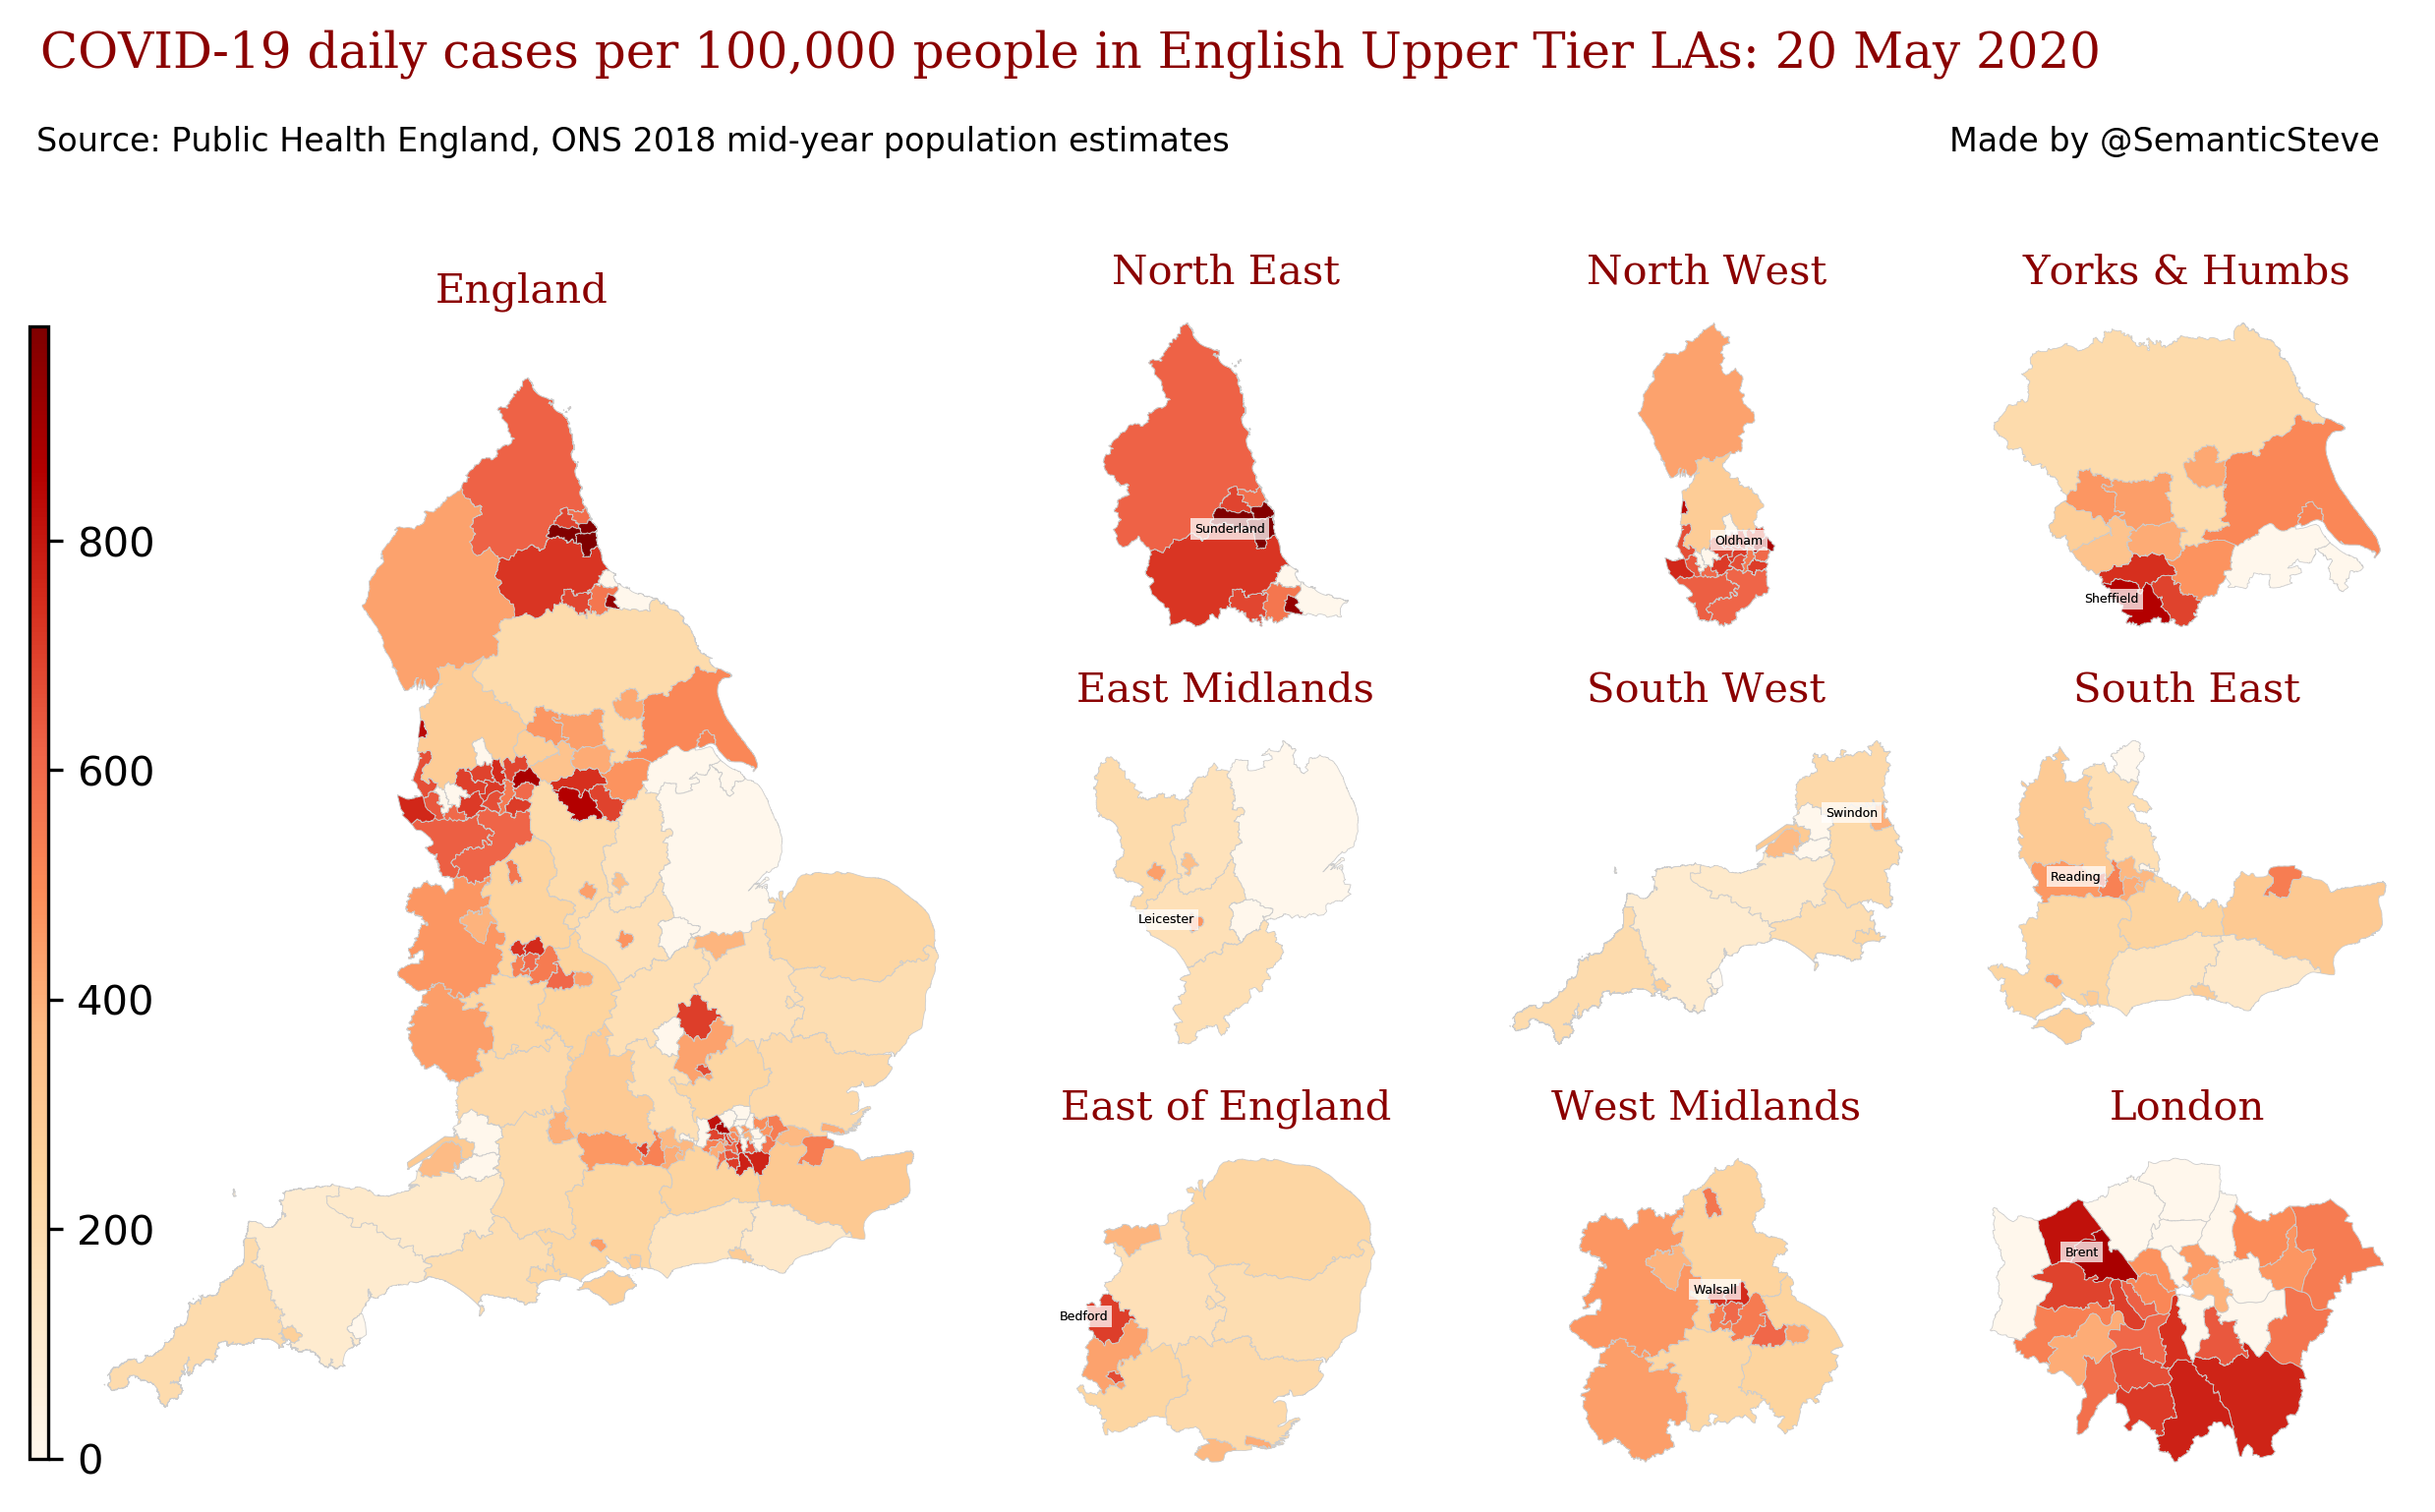 COVID-19 daily cases per 100,000 people in English Upper Tier LAs: 20 May 2020
Source: Public Health England, ONS 2018 mid-year population estimates
Made by @SemanticSteve
England
North East
North West
Yorks & Humbs
800
600
400
200
0
Sunderland
Oldham
Sheffield
East Midlands
South West
South East
Leicester
Swindon
Reading
East of England
West Midlands
London
Bedford
Walsall
Brent